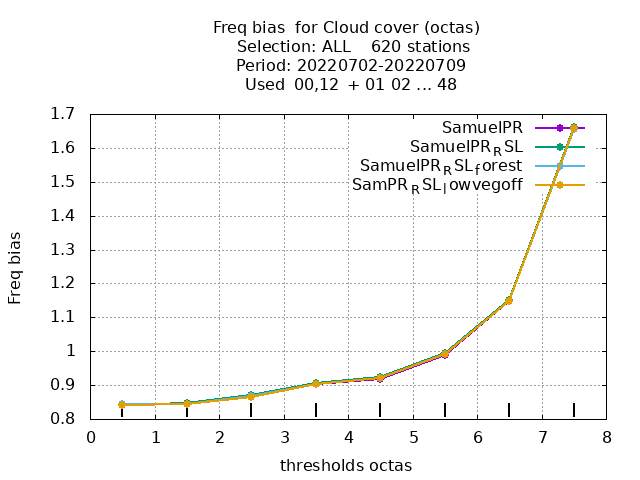 Freq bias  for Cloud cover (octas)
Selection: ALL    620 stations
Period: 20220702-20220709
Used  00,12  + 01 02 ... 48
1.7
1.6
1.5
1.4
1.3
1.2
1.1
1
0.9
0.8
Freq bias
SamuelPR
SamuelPR_RSL
SamuelPR_RSL_forest
SamPR_RSL_lowvegoff
0 1 2 3 4 5 6 7 8
thresholds octas